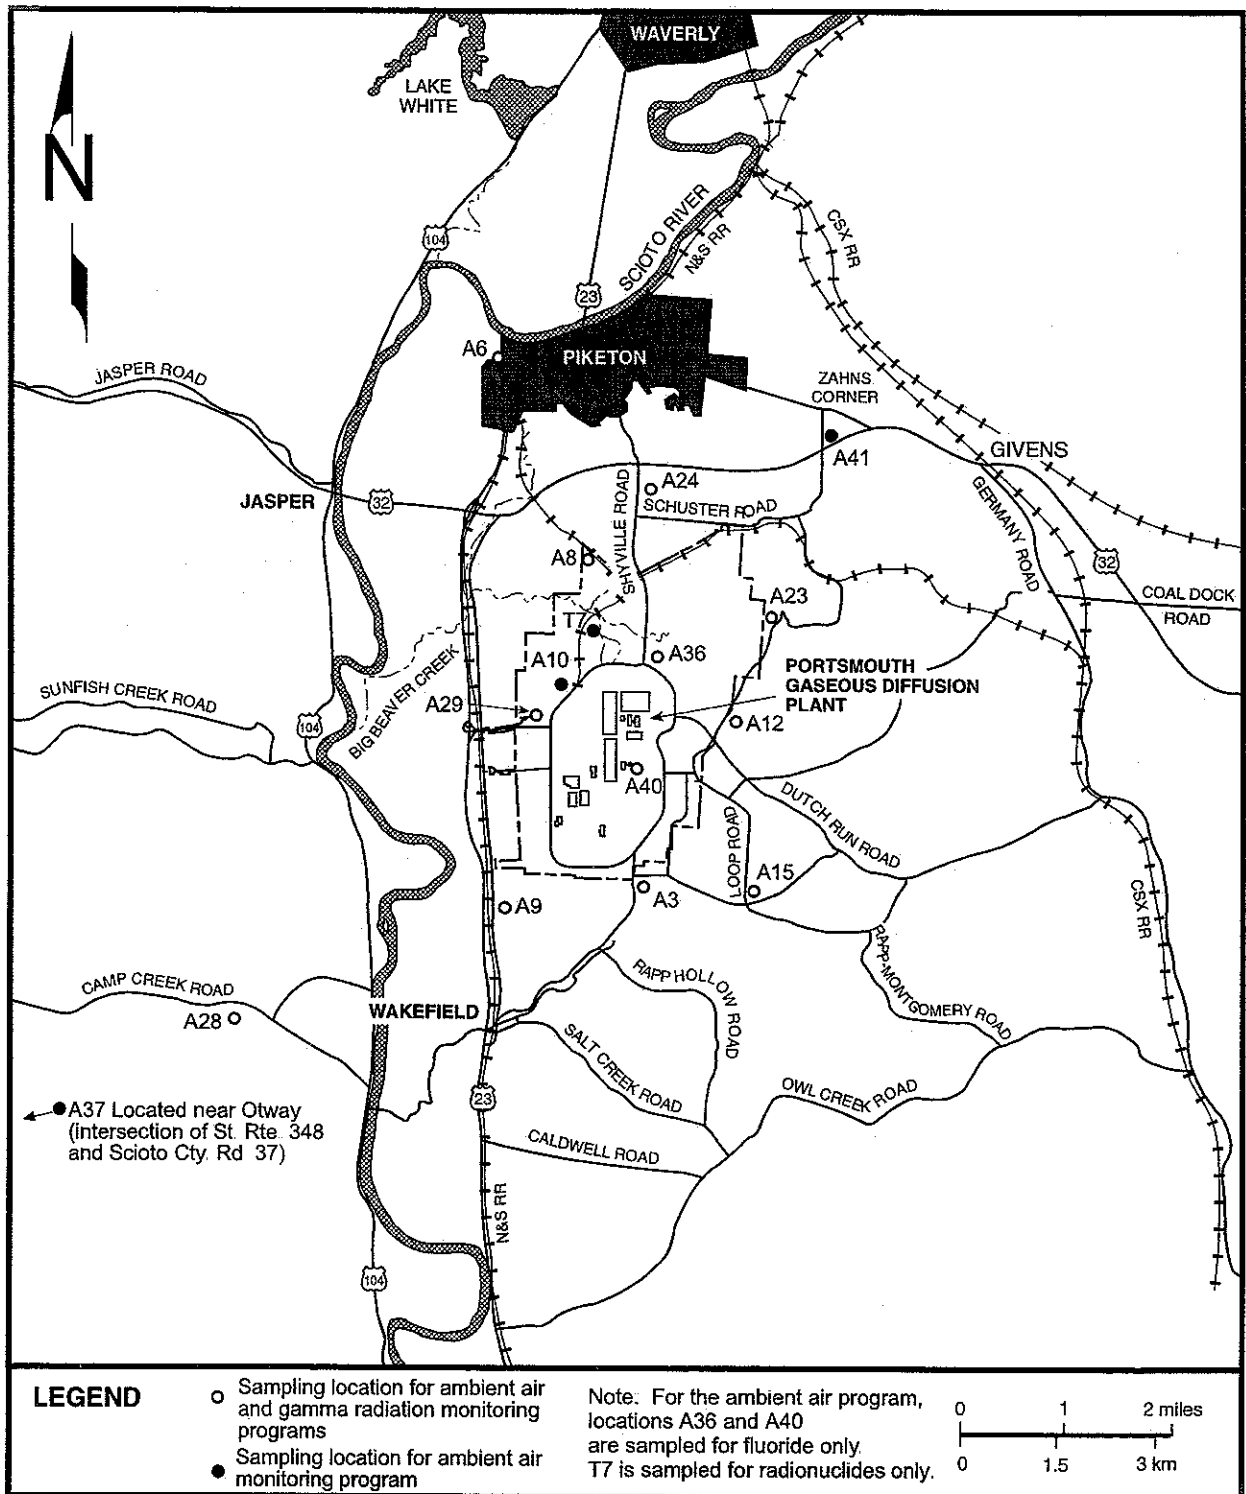 WAVERLY
LAKE
WHITE
N
104
SCIOTO RIVER
N&S RR
CSX RR
23
A6
PIKETON
JASPER ROAD
ZAHNS
CORNER
A41
GIVENS
JASPER
32
A24
SCHUSTER ROAD
SHYVILLE ROAD
GERMANY ROAD
32
A8
COAL DOCK
ROAD
A23
T7
A36
A10
PORTSMOUTH
GASEOUS DIFFUSION
PLANT
SUNFISH CREEK ROAD
104
BIG BEAVER CREEK
A29
A12
A40
DUTCH RUN ROAD
LOOP ROAD
A15
A3
A9
CSX RR
RAPP-MONTGOMERY ROAD
CAMP CREEK ROAD
A28
WAKEFIELD
RAPP HOLLOW ROAD
SALT CREEK ROAD
OWL CREEK ROAD
23
A37 Located near Otway
(intersection of St. Rte. 348
and Scioto Cty. Rd 37)
CALDWELL ROAD
N&S RR
104
LEGEND
Sampling location for ambient air
and gamma radiation monitoring
programs
Sampling location for ambient air
monitoring program
Note: For the ambient air program,
locations A36 and A40
are sampled for fluoride only.
T7 is sampled for radionuclides only.
0 1 2 miles
0 1.5 3 km